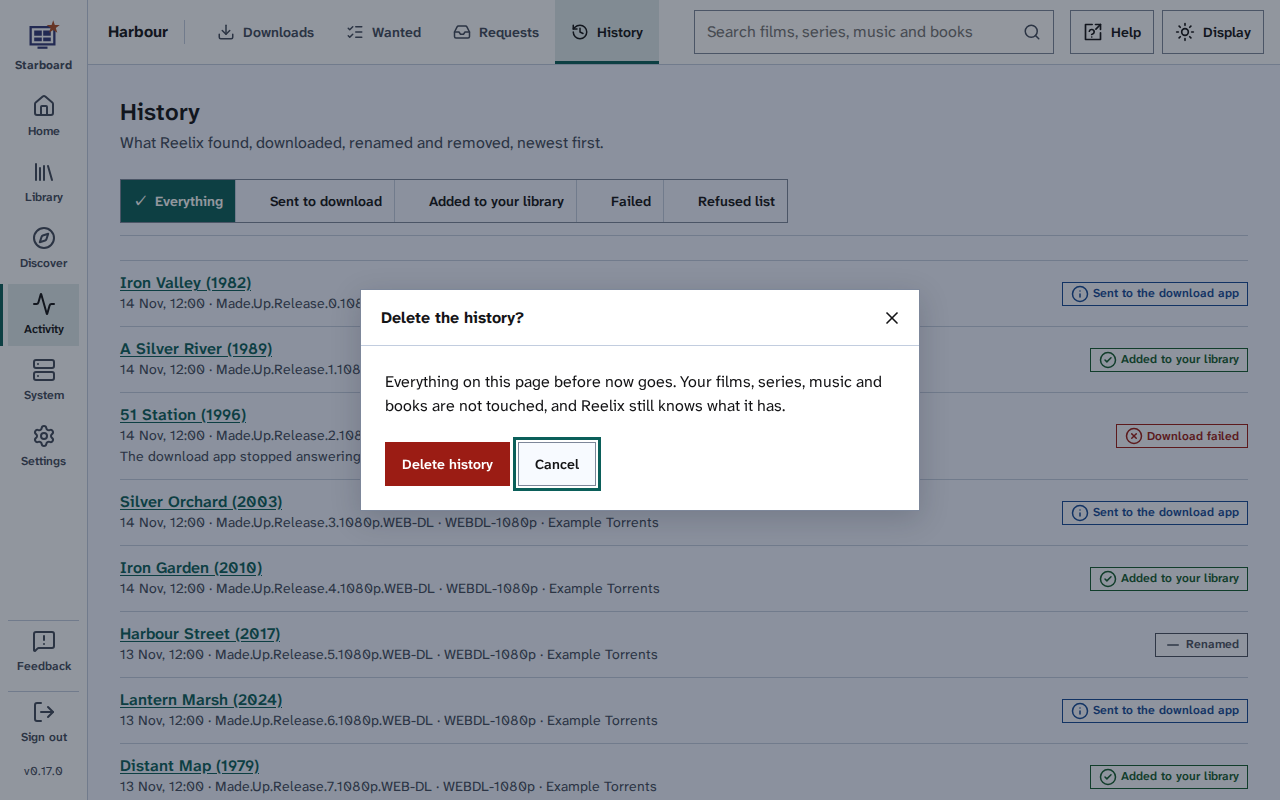 Starboard
Home
Library
Discover
Activity
System
Settings
Feedback
Sign out
v0.17.0
Harbour
Downloads
Wanted
Requests
History
Search films, series, music and books
Help
Display
History
What Reelix found, downloaded, renamed and removed, newest first.
✓ Everything
Sent to download
Added to your library
Failed
Refused list
Iron Valley (1982)
14 Nov, 12:00 · Made.Up.Release.0.108
Sent to the download app
A Silver River (1989)
14 Nov, 12:00 · Made.Up.Release.1.108
Added to your library
51 Station (1996)
14 Nov, 12:00 · Made.Up.Release.2.108
The download app stopped answering
Download failed
Delete the history?
Everything on this page before now goes. Your films, series, music and
books are not touched, and Reelix still knows what it has.
Delete history
Cancel
Silver Orchard (2003)
14 Nov, 12:00 · Made.Up.Release.3.1080p.WEB-DL · WEBDL-1080p · Example Torrents
Sent to the download app
Iron Garden (2010)
14 Nov, 12:00 · Made.Up.Release.4.1080p.WEB-DL · WEBDL-1080p · Example Torrents
Added to your library
Harbour Street (2017)
13 Nov, 12:00 · Made.Up.Release.5.1080p.WEB-DL · WEBDL-1080p · Example Torrents
Renamed
Lantern Marsh (2024)
13 Nov, 12:00 · Made.Up.Release.6.1080p.WEB-DL · WEBDL-1080p · Example Torrents
Sent to the download app
Distant Map (1979)
13 Nov, 12:00 · Made.Up.Release.7.1080p.WEB-DL · WEBDL-1080p · Example Torrents
Added to your library